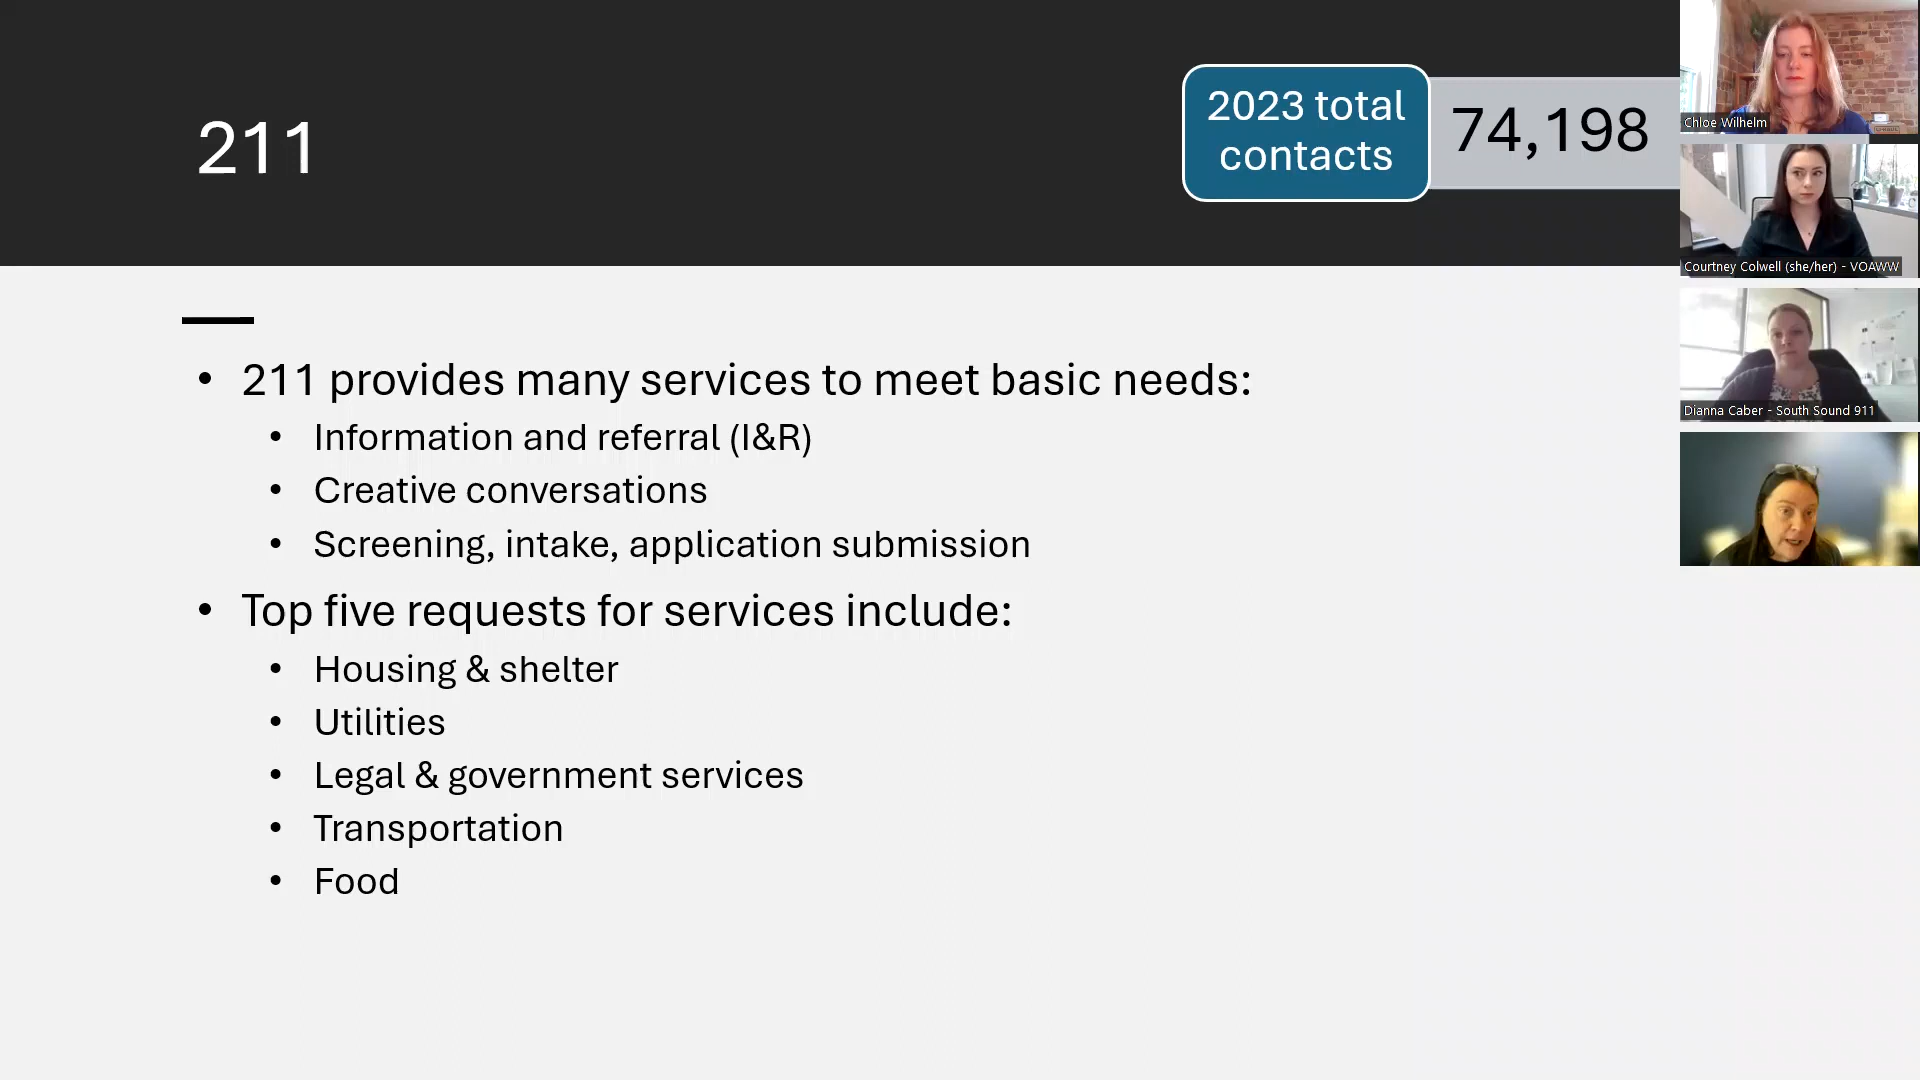 211
2023 total
contacts
74,198
• 211 provides many services to meet basic needs:
• Information and referral (I&R)
• Creative conversations
• Screening, intake, application submission
• Top five requests for services include:
• Housing & shelter
• Utilities
• Legal & government services
• Transportation
• Food
Chloe Wilhelm
Courtney Colwell (she/her) - VOAWW
Dianna Caber - South Sound 911